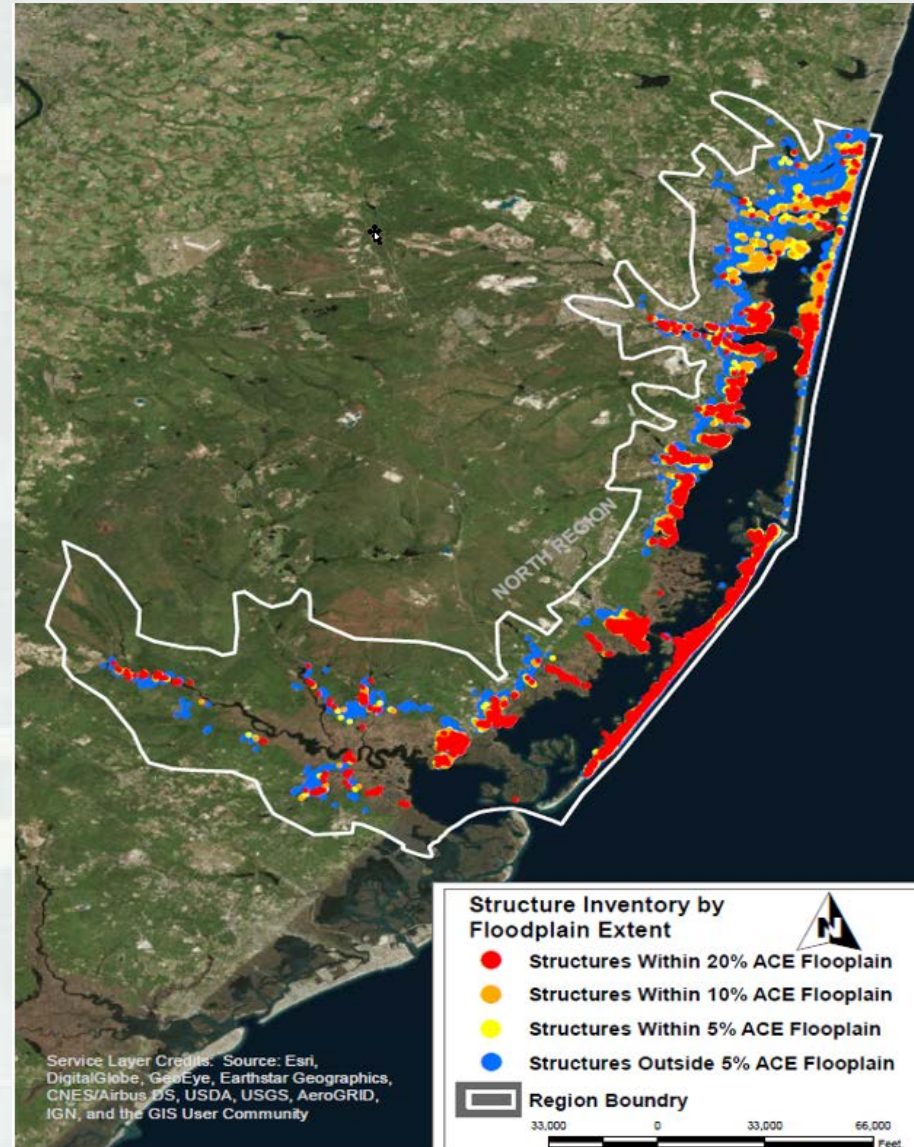 NORTH REGION
Structure Inventory by
Floodplain Extent
N
Structures Within 20% ACE Flooplain
Structures Within 10% ACE Flooplain
Structures Within 5% ACE Flooplain
Structures Outside 5% ACE Flooplain
Region Boundry
33,000
0
33,000
66,000
Feet
Service Layer Credits: Source: Esri,
DigitalGlobe, GeoEye, Earthstar Geographics,
CNES/Airbus DS, USDA, USGS, AeroGRID,
IGN, and the GIS User Community